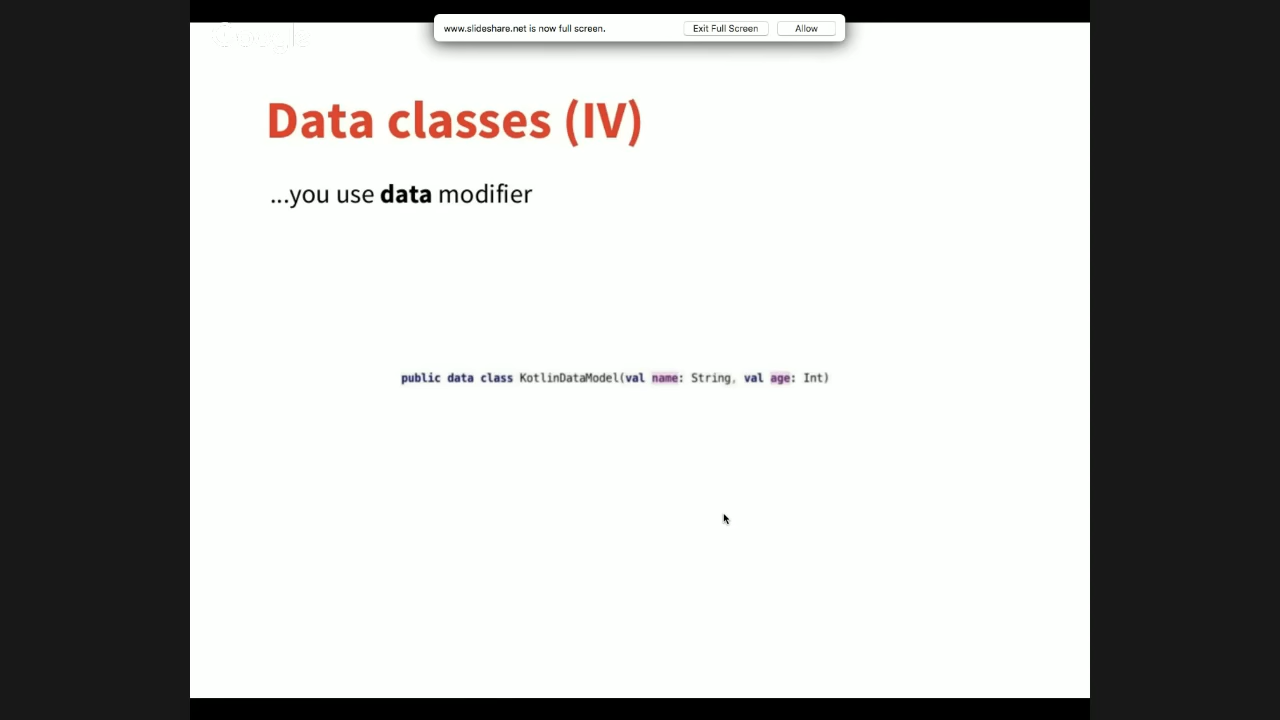 www.slideshare.net is now full screen. Exit Full Screen Allow
Data classes (IV)
...you use data modifier
public data class KotlinDataModel(val name: String, val age: Int)